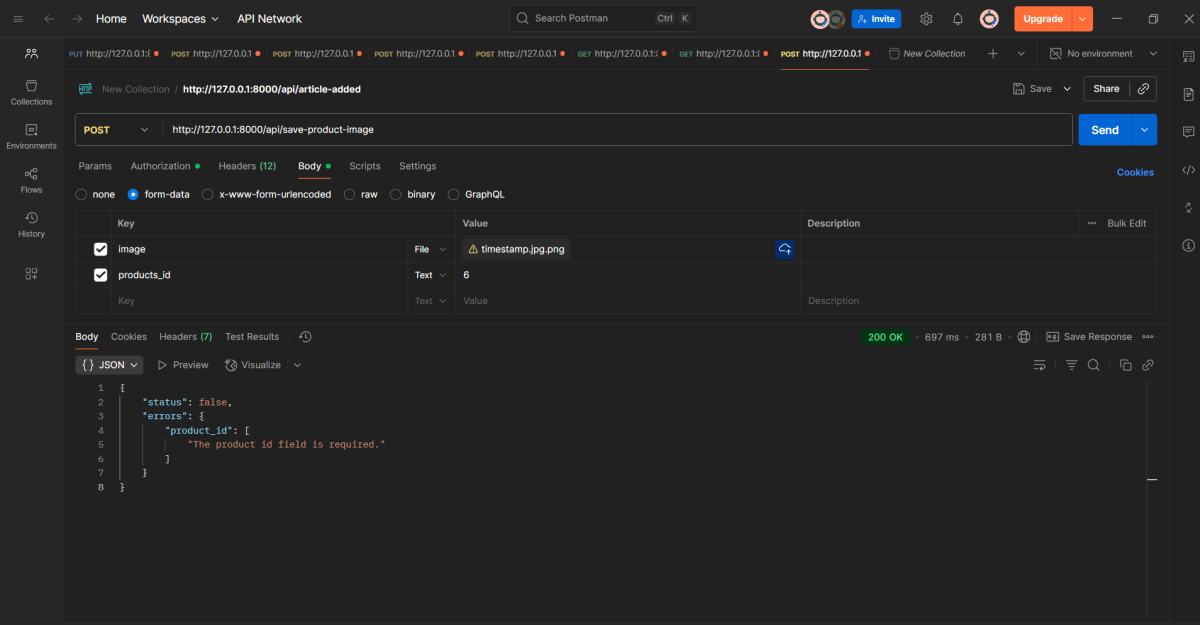 Home Workspaces API Network Search Postman Ctrl K Invite Upgrade
PUT http://127.0.0.1:8 POST http://127.0.0.1 POST http://127.0.0.1 POST http://127.0.0.1 POST http://127.0.0.1 GET http://127.0.0.1: GET http://127.0.0.1: POST http://127.0.0.1 New Collection No environment
New Collection / http://127.0.0.1:8000/api/article-added Save Share
POST http://127.0.0.1:8000/api/save-product-image Send
Collections
Environments
Flows
History
Params Authorization Headers (12) Body Scripts Settings Cookies
none form-data x-www-form-urlencoded raw binary GraphQL
Key Value Description Bulk Edit
image File timestamp.jpg.png
products_id Text 6
Key Text Value Description
Body Cookies Headers (7) Test Results 200 OK 697 ms 281 B e.g. Save Response
{} JSON Preview Visualize
1 {
2 "status": false,
3 "errors": {
4 "product_id": [
5 "The product id field is required."
6 ]
7 }
8 }